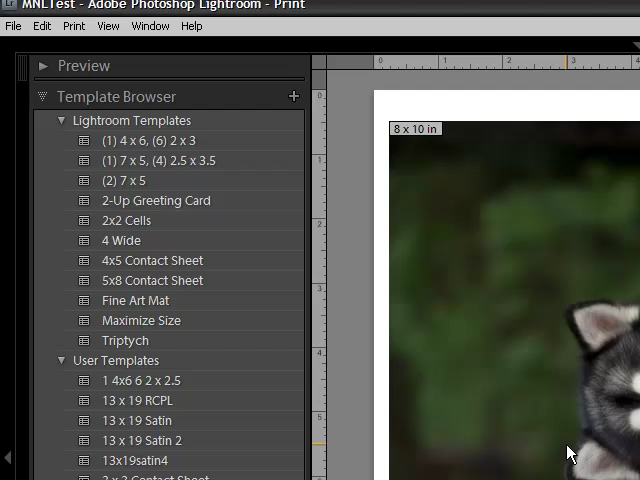 MNLTest - Adobe Photoshop Lightroom - Print
File Edit Print View Window Help
Preview
Template Browser
Lightroom Templates
(1) 4 x 6, (6) 2 x 3
(1) 7 x 5, (4) 2.5 x 3.5
(2) 7 x 5
2-Up Greeting Card
2x2 Cells
4 Wide
4x5 Contact Sheet
5x8 Contact Sheet
Fine Art Mat
Maximize Size
Triptych
User Templates
1 4x6 6 2 x 2.5
13 x 19 RCPL
13 x 19 Satin
13 x 19 Satin 2
13x19satin4
0 1 2 3 4
0
1
2
3
4
5
8 x 10 in